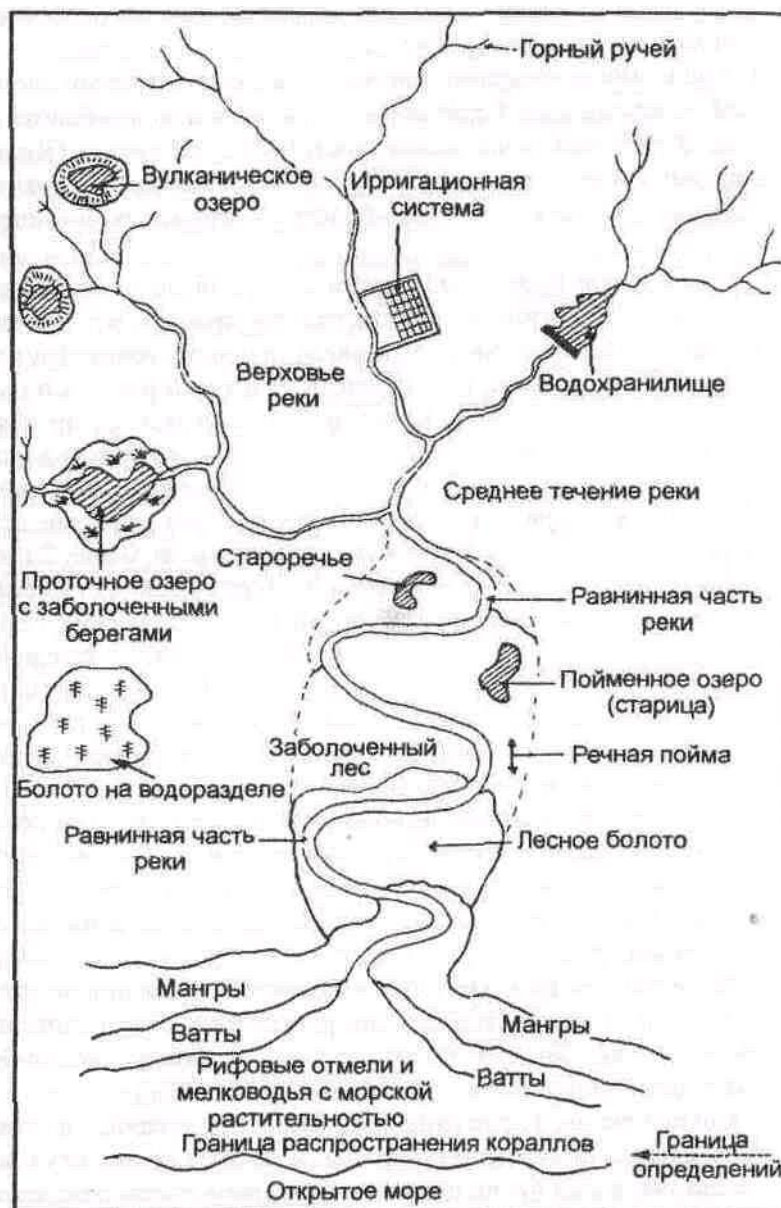 Горный ручей
Вулканическое
озеро
Ирригационная
система
Верховье
реки
Водохранилище
Среднее течение реки
Староречье
Проточное озеро
с заболоченными
берегами
Равнинная часть
реки
Пойменное озеро
(старица)
Заболоченный
лес
Речная пойма
Болото на водоразделе
Равнинная часть
реки
Лесное болото
Мангры
Мангры
Ватты
Ватты
Рифовые отмели и
мелководья с морской
растительностью
Граница распространения кораллов
Граница
определений
Открытое море